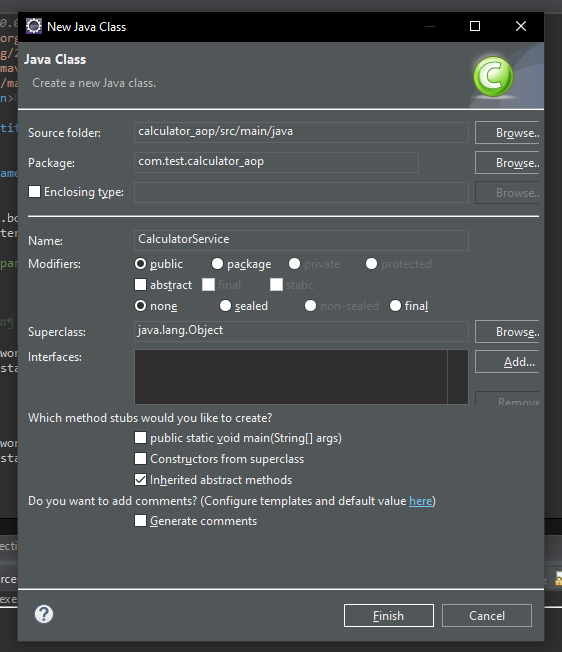 New Java Class
Java Class
Create a new Java class.
C
Source folder: calculator_aop/src/main/java Browse..
Package: com.test.calculator_aop Browse..
Enclosing type: Browse..
Name: CalculatorService
Modifiers: public package private protected
abstract final static
none sealed non-sealed final
Superclass: java.lang.Object Browse..
Interfaces: Add...
Remove
Which method stubs would you like to create?
public static void main(String[] args)
Constructors from superclass
Inherited abstract methods
Do you want to add comments? (Configure templates and default value here)
Generate comments
? Finish Cancel